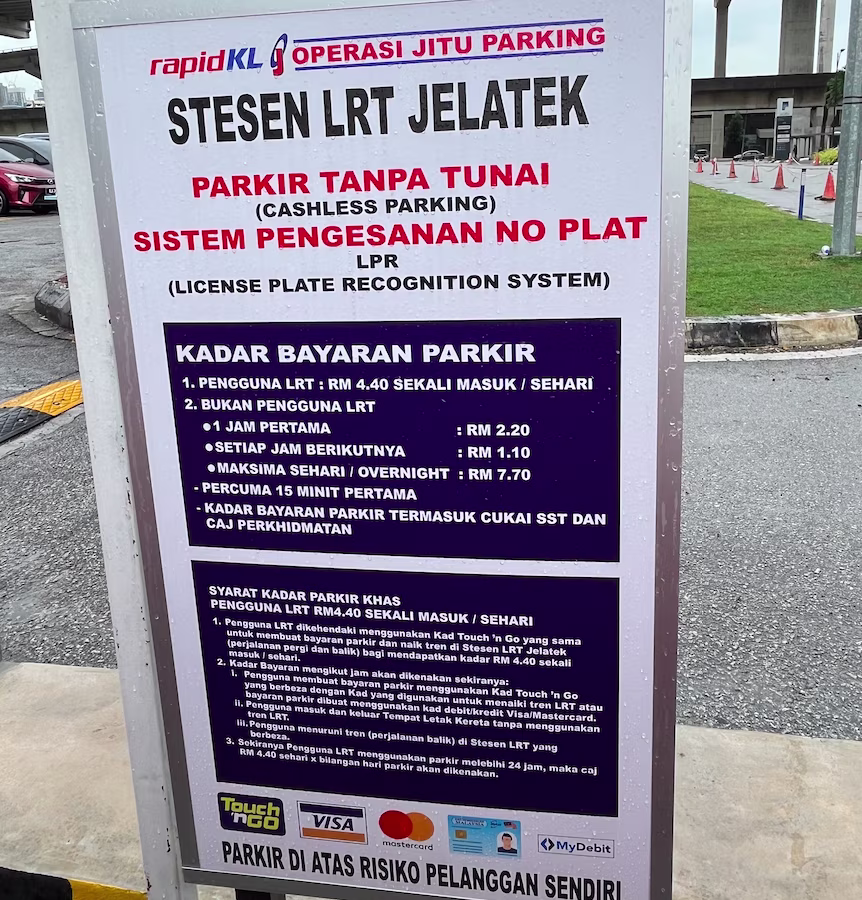 rapidKL OPERASI JITU PARKING
STESEN LRT JELATEK
PARKIR TANPA TUNAI
(CASHLESS PARKING)
SISTEM PENGESANAN NO PLAT
LPR
(LICENSE PLATE RECOGNITION SYSTEM)
KADAR BAYARAN PARKIR
1. PENGGUNA LRT : RM 4.40 SEKALI MASUK / SEHARI
2. BUKAN PENGGUNA LRT
●1 JAM PERTAMA : RM 2.20
●SETIAP JAM BERIKUTNYA : RM 1.10
●MAKSIMA SEHARI / OVERNIGHT : RM 7.70
- PERCUMA 15 MINIT PERTAMA
- KADAR BAYARAN PARKIR TERMASUK CUKAI SST DAN
CAJ PERKHIDMATAN
SYARAT KADAR PARKIR KHAS
PENGGUNA LRT RM4.40 SEKALI MASUK / SEHARI
1. Pengguna LRT dikehendaki menggunakan Kad Touch 'n Go yang sama
untuk membuat bayaran parkir dan naik tren di Stesen LRT Jelatek
(perjalanan pergi dan balik) bagi mendapatkan kadar RM 4.40 sekali
masuk / sehari.
2. Kadar Bayaran mengikut jam akan dikenakan sekiranya:
i. Pengguna membuat bayaran parkir menggunakan Kad Touch 'n Go
yang berbeza dengan Kad yang digunakan untuk menaiki tren LRT atau
bayaran parkir dibuat menggunakan kad debit/kredit Visa/Mastercard.
ii. Pengguna masuk dan keluar Tempat Letak Kereta tanpa menggunakan
tren LRT.
iii. Pengguna menuruni tren (perjalanan balik) di Stesen LRT yang
berbeza.
3. Sekiranya Pengguna LRT menggunakan parkir melebihi 24 jam, maka caj
RM 4.40 sehari x bilangan hari parkir akan dikenakan.
Touch 'n GO VISA mastercard MALAYSIA MyDebit
PARKIR DI ATAS RISIKO PELANGGAN SENDIRI